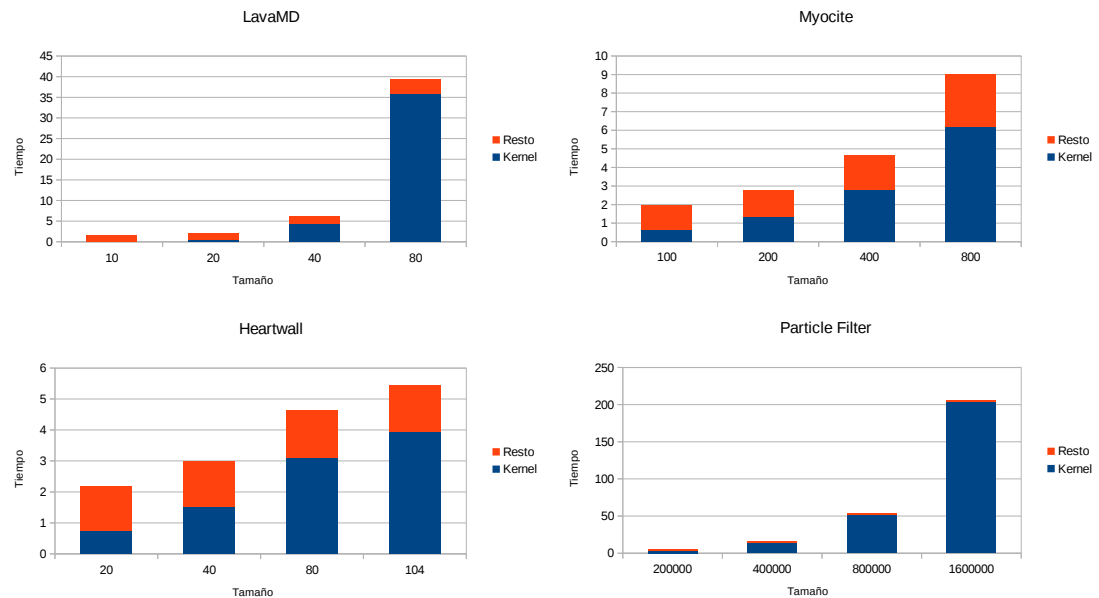 LavaMD
45
40
35
30
25
20
15
10
5
0
Tiempo
10 20 40 80
Tamaño
Resto
Kernel
Myocite
10
9
8
7
6
5
4
3
2
1
0
Tiempo
100 200 400 800
Tamaño
Resto
Kernel
Heartwall
6
5
4
3
2
1
0
Tiempo
20 40 80 104
Tamaño
Resto
Kernel
Particle Filter
250
200
150
100
50
0
Tiempo
200000 400000 800000 1600000
Tamaño
Resto
Kernel